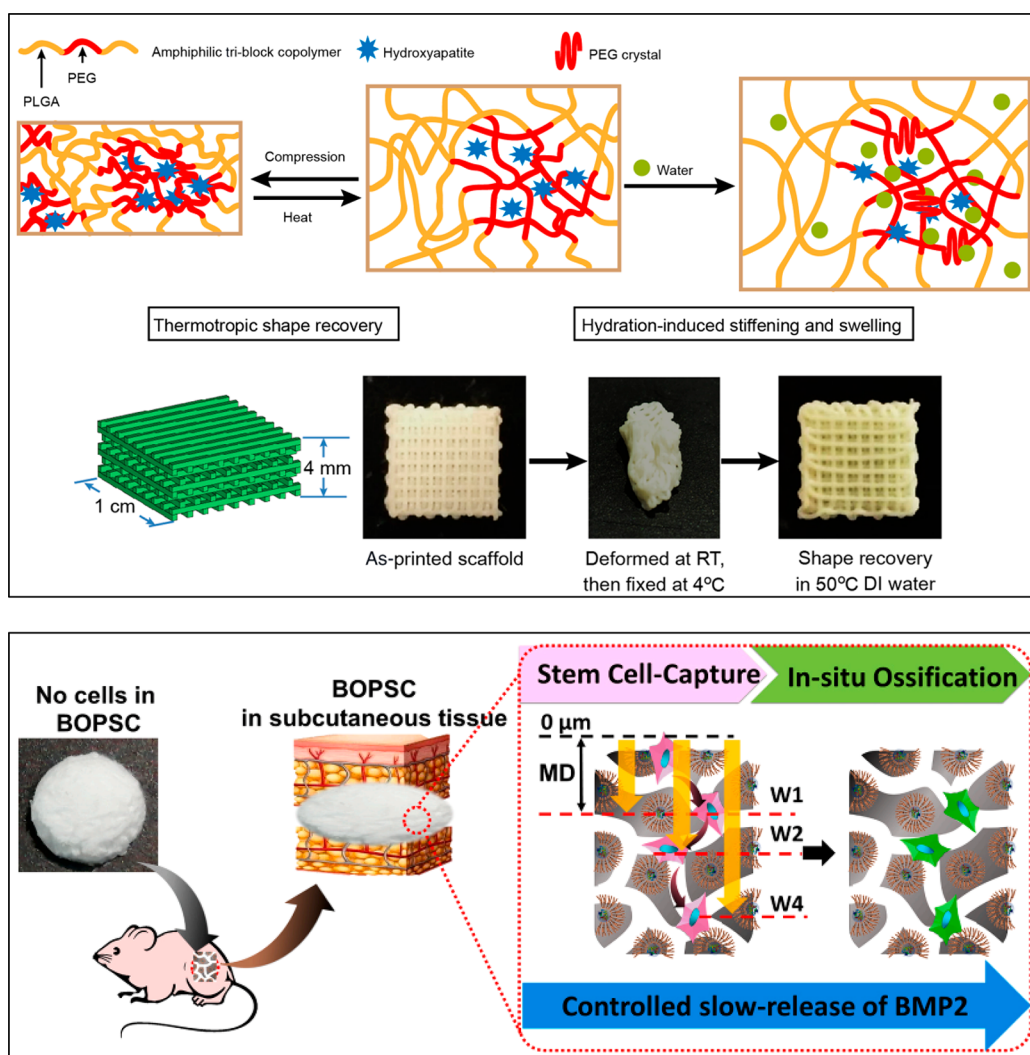 Amphiphilic tri-block copolymer
Hydroxyapatite
PEG crystal
PEG
PLGA
Compression
Heat
Water
Thermotropic shape recovery
Hydration-induced stiffening and swelling
4 mm
1 cm
As-printed scaffold
Deformed at RT,
then fixed at 4ºC
Shape recovery
in 50ºC DI water
No cells in
BOPSC
BOPSC
in subcutaneous tissue
Stem Cell-Capture
In-situ Ossification
0 µm
MD
W1
W2
W4
Controlled slow-release of BMP2